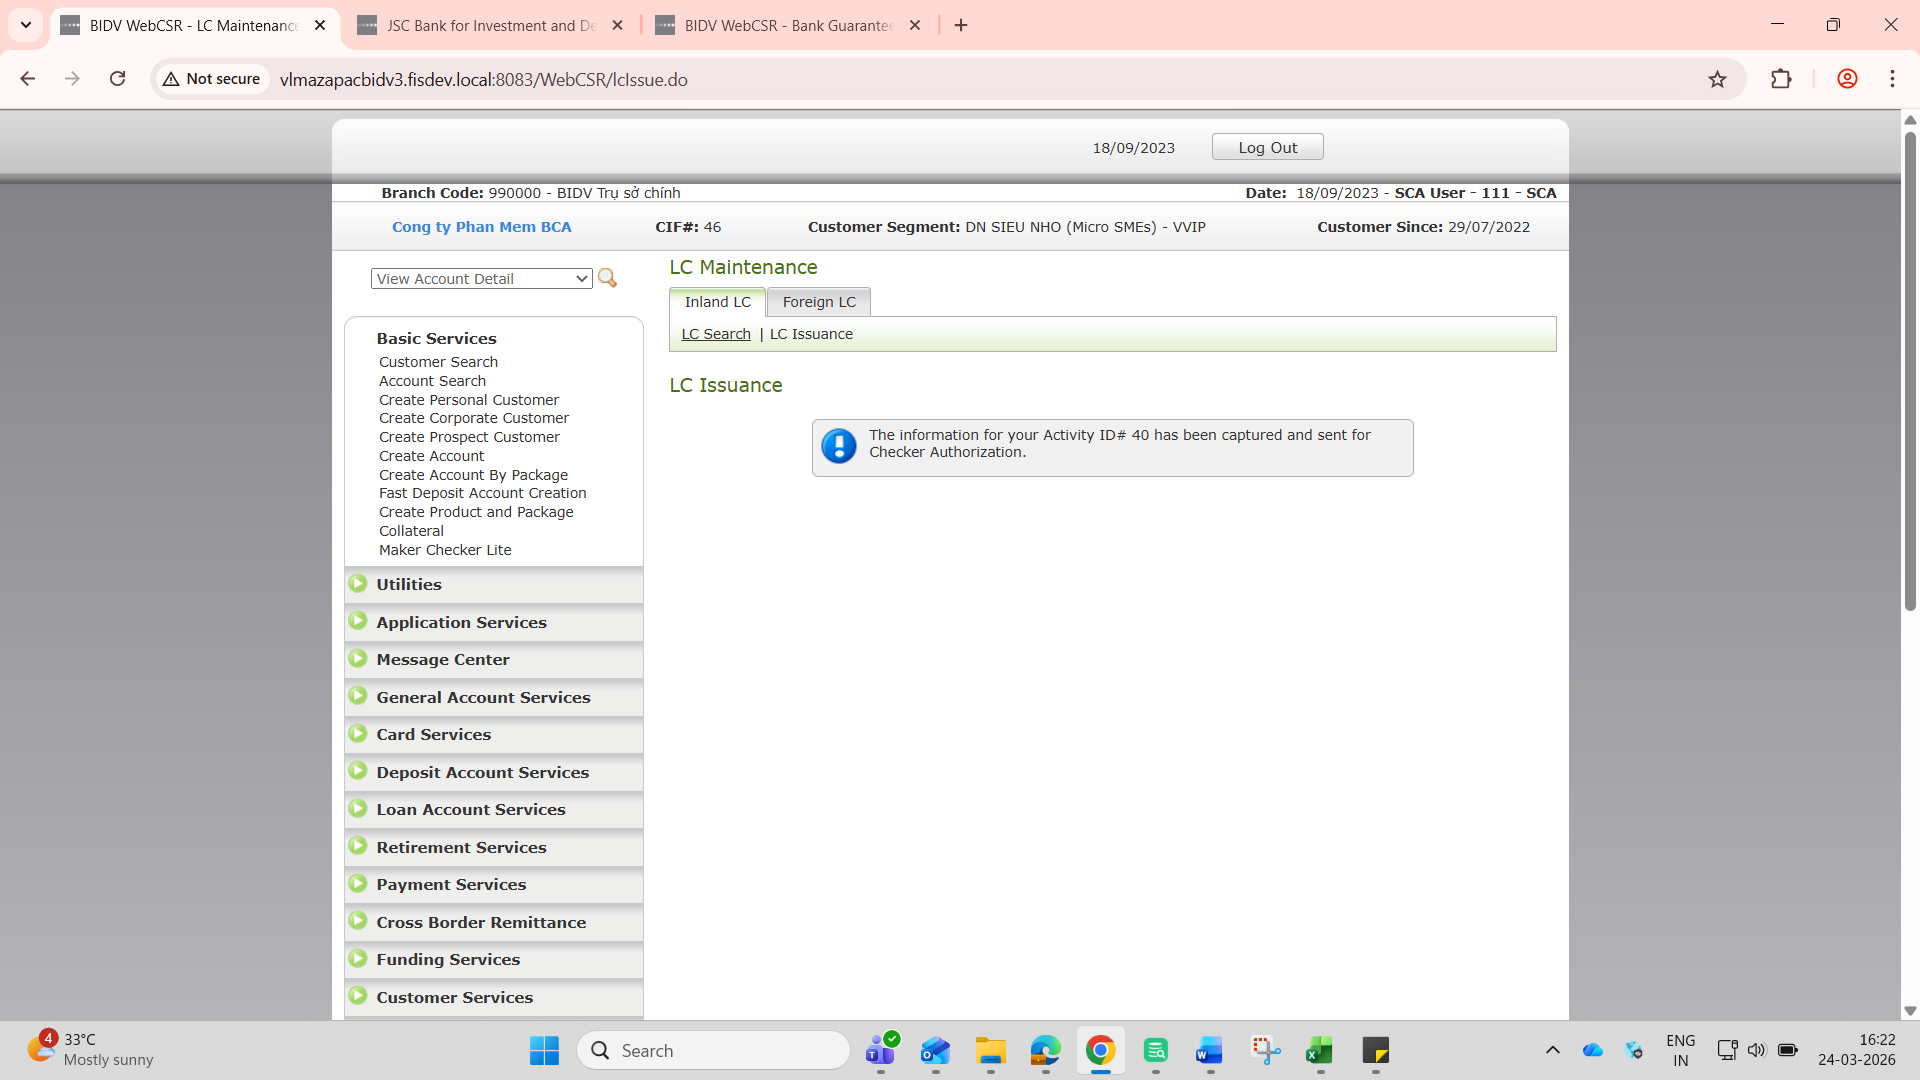 BIDV WebCSR - LC Maintenance
JSC Bank for Investment and De
BIDV WebCSR - Bank Guarantee
Not secure
vlmazapacbidv3.fisdev.local:8083/WebCSR/lcIssue.do
18/09/2023
Log Out
Branch Code: 990000 - BIDV Trụ sở chính
Date: 18/09/2023 - SCA User - 111 - SCA
Cong ty Phan Mem BCA
CIF#: 46
Customer Segment: DN SIEU NHO (Micro SMEs) - VVIP
Customer Since: 29/07/2022
View Account Detail
LC Maintenance
Inland LC
Foreign LC
LC Search | LC Issuance
LC Issuance
The information for your Activity ID# 40 has been captured and sent for
Checker Authorization.
Basic Services
Customer Search
Account Search
Create Personal Customer
Create Corporate Customer
Create Prospect Customer
Create Account
Create Account By Package
Fast Deposit Account Creation
Create Product and Package
Collateral
Maker Checker Lite
Utilities
Application Services
Message Center
General Account Services
Card Services
Deposit Account Services
Loan Account Services
Retirement Services
Payment Services
Cross Border Remittance
Funding Services
Customer Services
4
33°C
Mostly sunny
Search
ENG
IN
16:22
24-03-2026